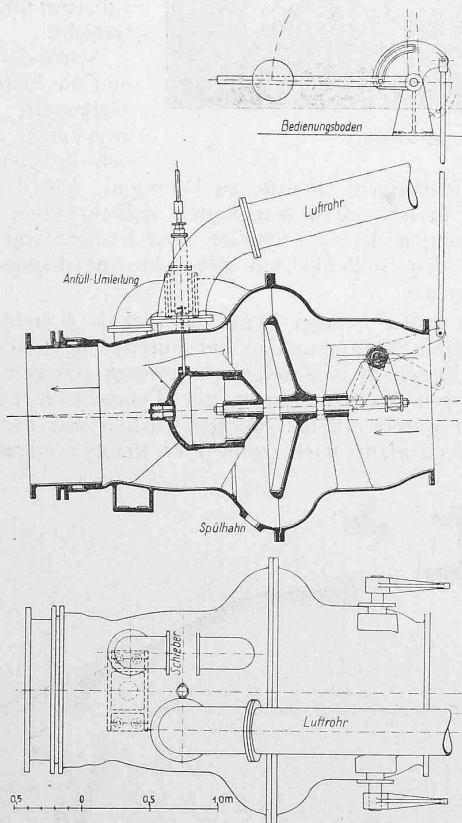 Bedienungsboden
Luftrohr
Anfüll-Umleitung
Spülhahn
Schieber
Luftrohr
0,5 0 0,5 1,0m